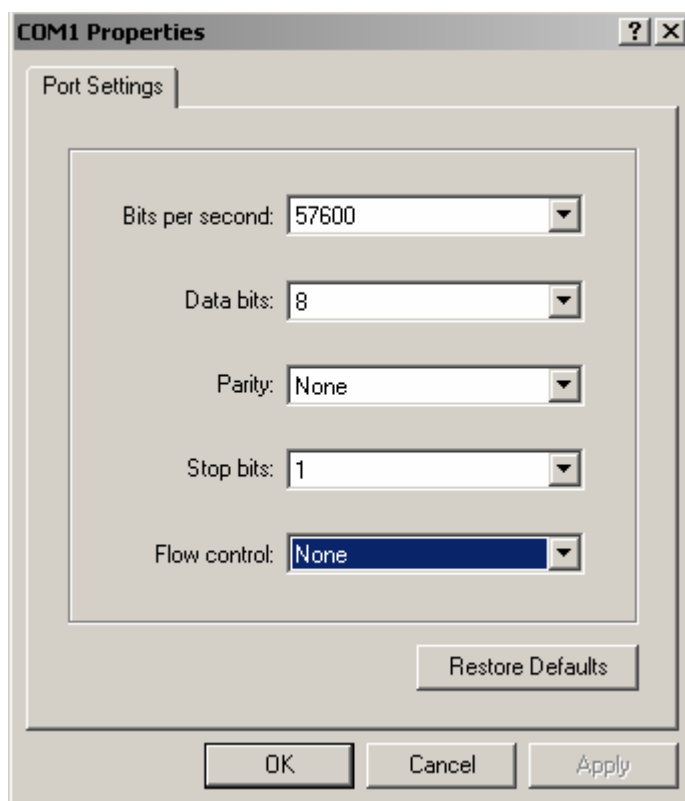 COM1 Properties
Port Settings
Bits per second: 57600
Data bits: 8
Parity: None
Stop bits: 1
Flow control: None
Restore Defaults
OK Cancel Apply